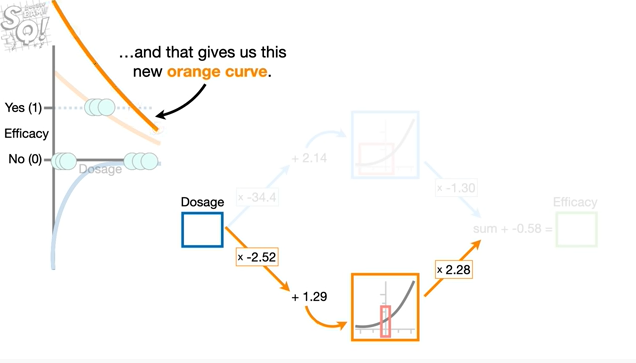 SQ!
...and that gives us this
new orange curve.
Yes (1)
Efficacy
No (0)
Dosage
+ 2.14
x -34.4
x -1.30
Dosage
Efficacy
sum + -0.58 =
x -2.52
x 2.28
+ 1.29